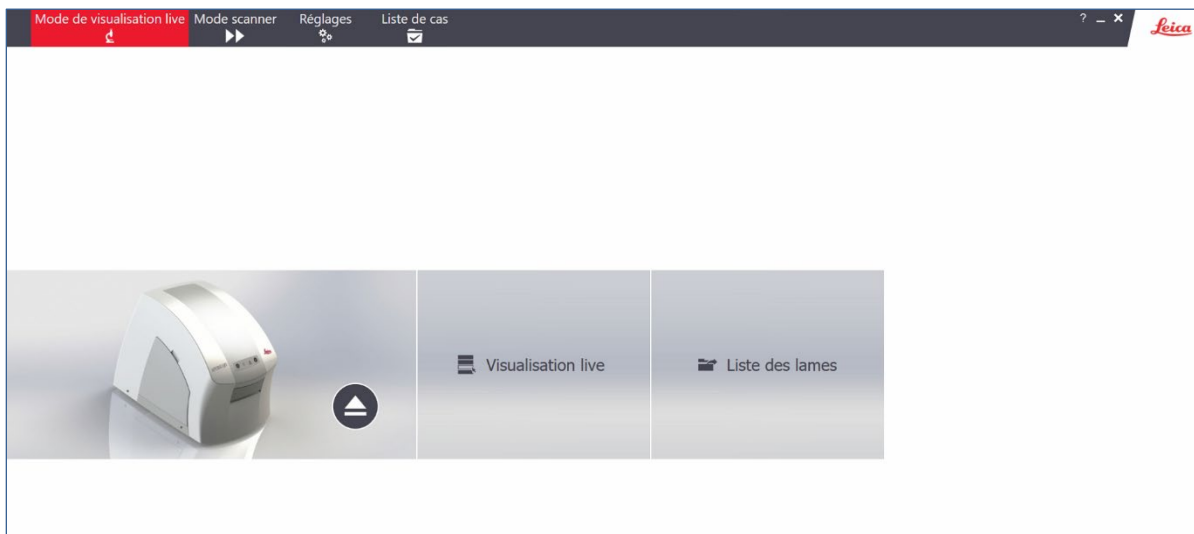 Mode de visualisation live Mode scanner Réglages Liste de cas ? Leica
Visualisation live Liste des lames